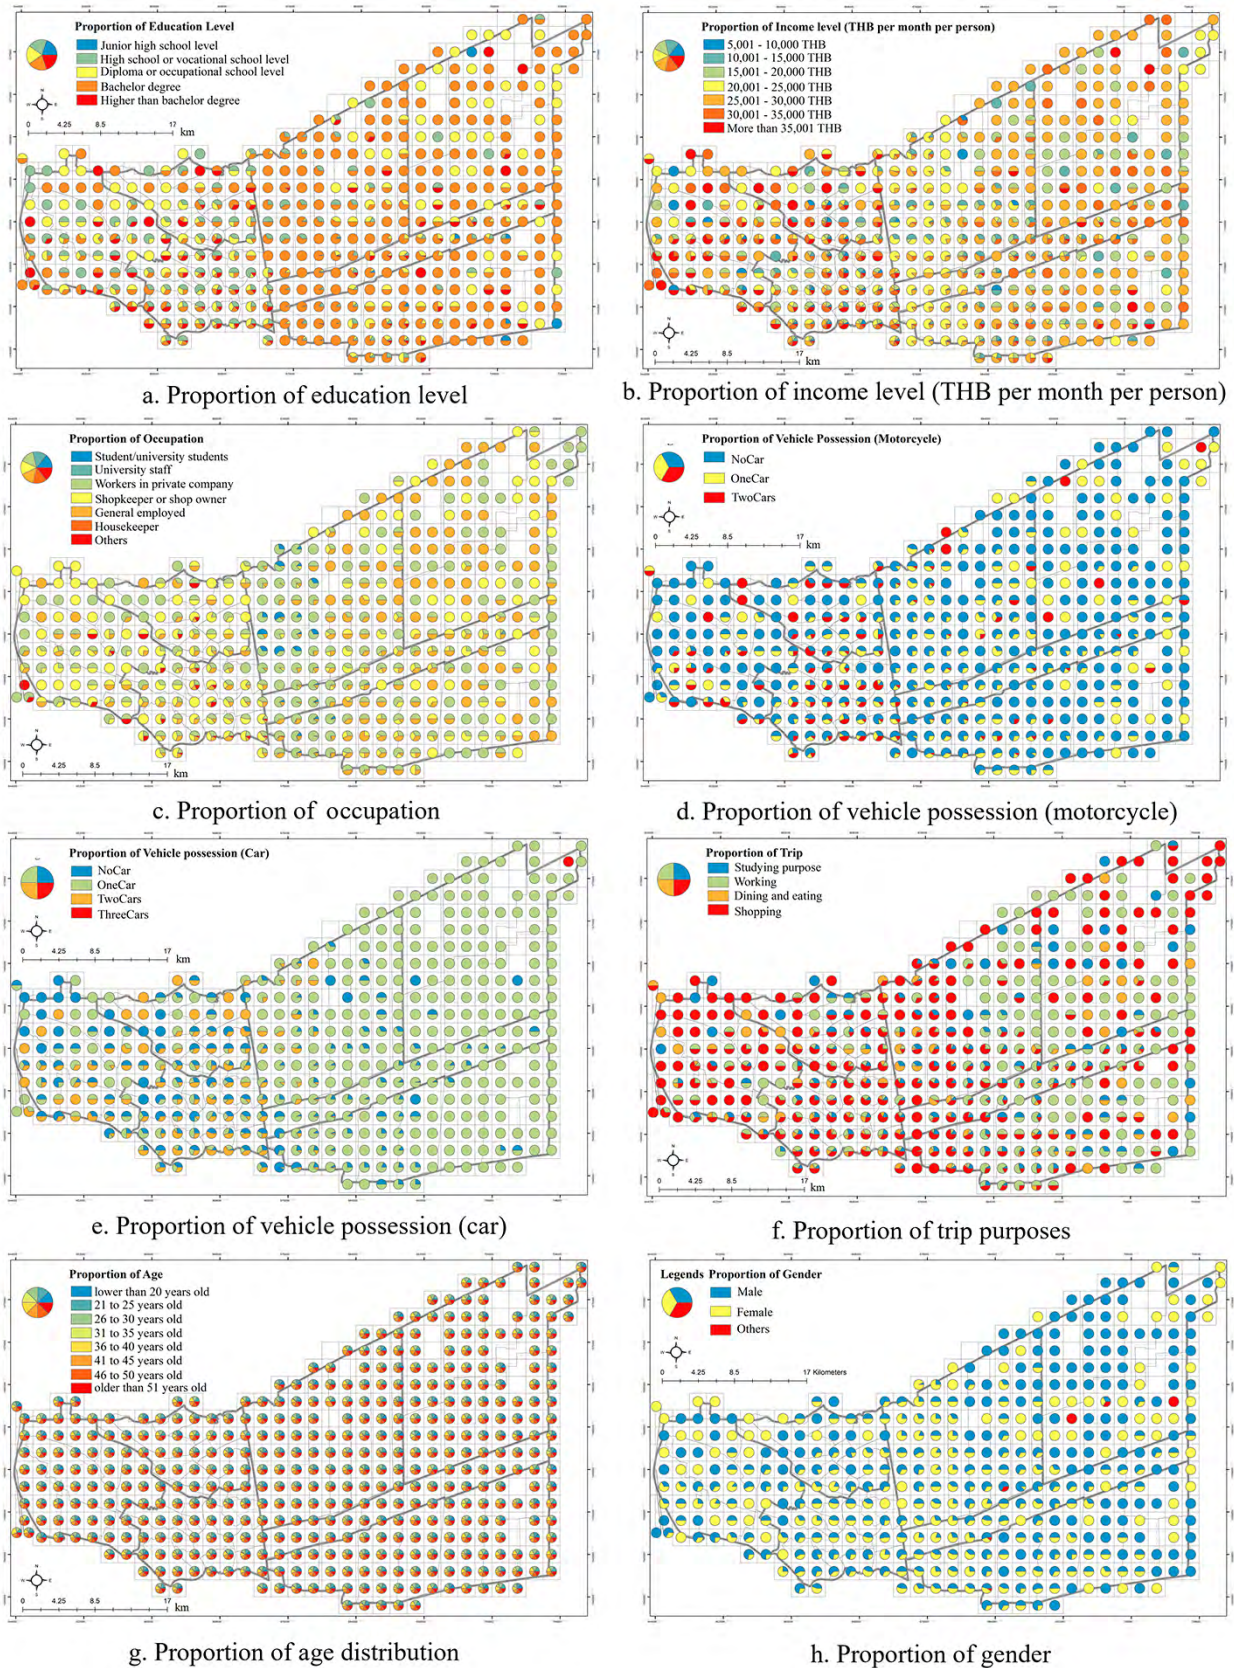 Proportion of Education Level
Junior high school level
High school or vocational school level
Diploma or occupational school level
Bachelor degree
Higher than bachelor degree
N
W E
S
0 4.25 8.5 17
km
a. Proportion of education level
Proportion of Income level (THB per month per person)
5,001 - 10,000 THB
10,001 - 15,000 THB
15,001 - 20,000 THB
20,001 - 25,000 THB
25,001 - 30,000 THB
30,001 - 35,000 THB
More than 35,001 THB
N
W E
S
0 4.25 8.5 17
km
b. Proportion of income level (THB per month per person)
Proportion of Occupation
Student/university students
University staff
Workers in private company
Shopkeeper or shop owner
General employed
Housekeeper
Others
N
W E
S
0 4.25 8.5 17
km
c. Proportion of occupation
Proportion of Vehicle Possession (Motorcycle)
NoCar
OneCar
TwoCars
N
W E
S
0 4.25 8.5 17
km
d. Proportion of vehicle possession (motorcycle)
Proportion of Vehicle possession (Car)
NoCar
OneCar
TwoCars
ThreeCars
N
W E
S
0 4.25 8.5 17
km
e. Proportion of vehicle possession (car)
Proportion of Trip
Studying purpose
Working
Dining and eating
Shopping
N
W E
S
0 4.25 8.5 17
km
f. Proportion of trip purposes
Proportion of Age
lower than 20 years old
21 to 25 years old
26 to 30 years old
31 to 35 years old
36 to 40 years old
41 to 45 years old
46 to 50 years old
older than 51 years old
N
W E
S
0 4.25 8.5 17
km
g. Proportion of age distribution
Legends Proportion of Gender
Male
Female
Others
N
W E
S
0 4.25 8.5 17 Kilometers
h. Proportion of gender